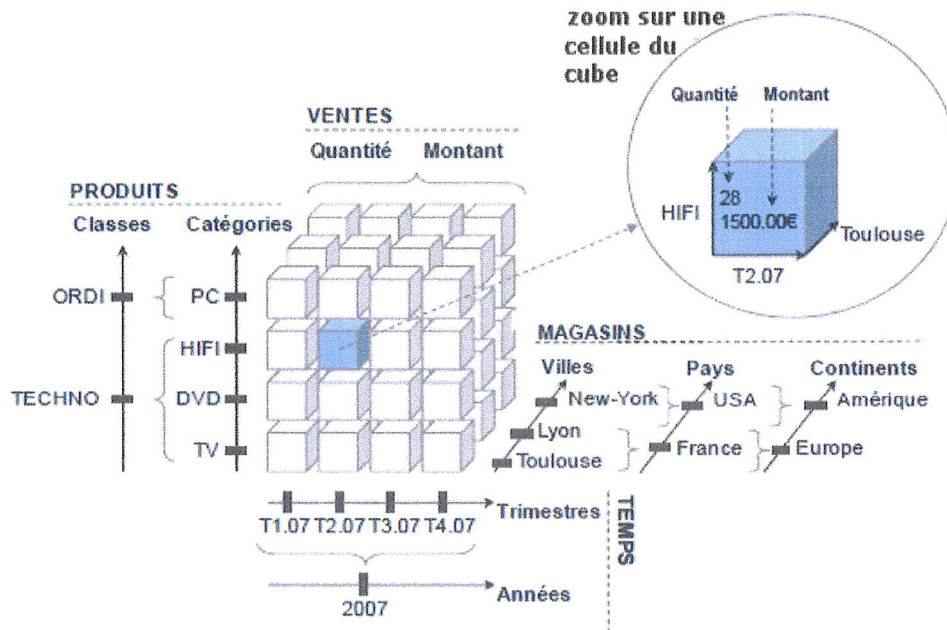 zoom sur une
cellule du
cube
Quantité Montant
28
1500.00€
HIFI
Toulouse
T2.07
VENTES
Quantité Montant
PRODUITS
Classes Catégories
ORDI PC
HIFI
TECHNO DVD
TV
MAGASINS
Villes Pays Continents
New-York USA Amérique
Lyon
Toulouse France Europe
T1.07 T2.07 T3.07 T4.07 Trimestres
2007 Années
TEMPS